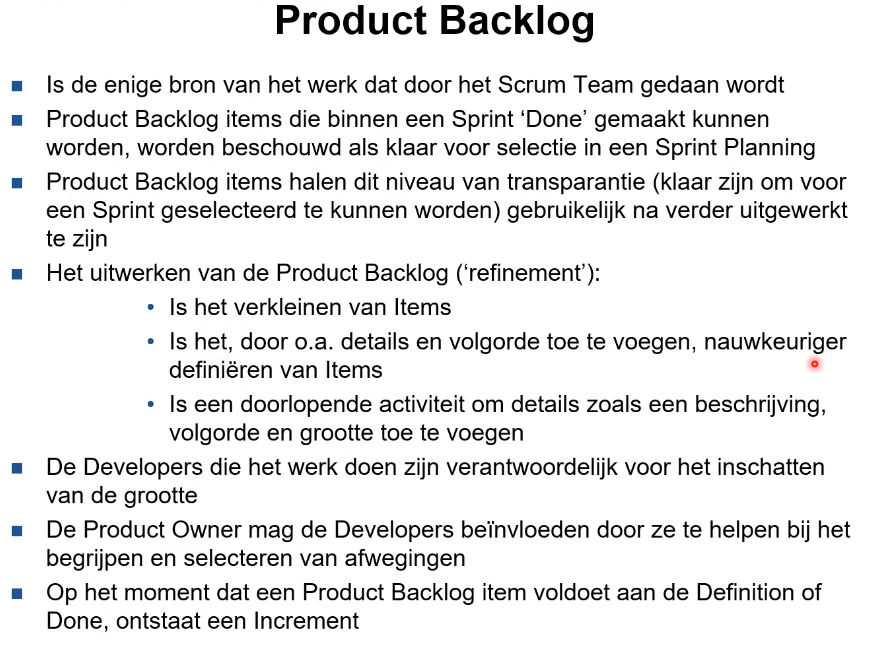 Product Backlog
Is de enige bron van het werk dat door het Scrum Team gedaan wordt
Product Backlog items die binnen een Sprint ‘Done’ gemaakt kunnen
worden, worden beschouwd als klaar voor selectie in een Sprint Planning
Product Backlog items halen dit niveau van transparantie (klaar zijn om voor
een Sprint geselecteerd te kunnen worden) gebruikelijk na verder uitgewerkt
te zijn
Het uitwerken van de Product Backlog (‘refinement’):
Is het verkleinen van Items
Is het, door o.a. details en volgorde toe te voegen, nauwkeuriger
definiëren van Items
Is een doorlopende activiteit om details zoals een beschrijving,
volgorde en grootte toe te voegen
De Developers die het werk doen zijn verantwoordelijk voor het inschatten
van de grootte
De Product Owner mag de Developers beïnvloeden door ze te helpen bij het
begrijpen en selecteren van afwegingen
Op het moment dat een Product Backlog item voldoet aan de Definition of
Done, ontstaat een Increment